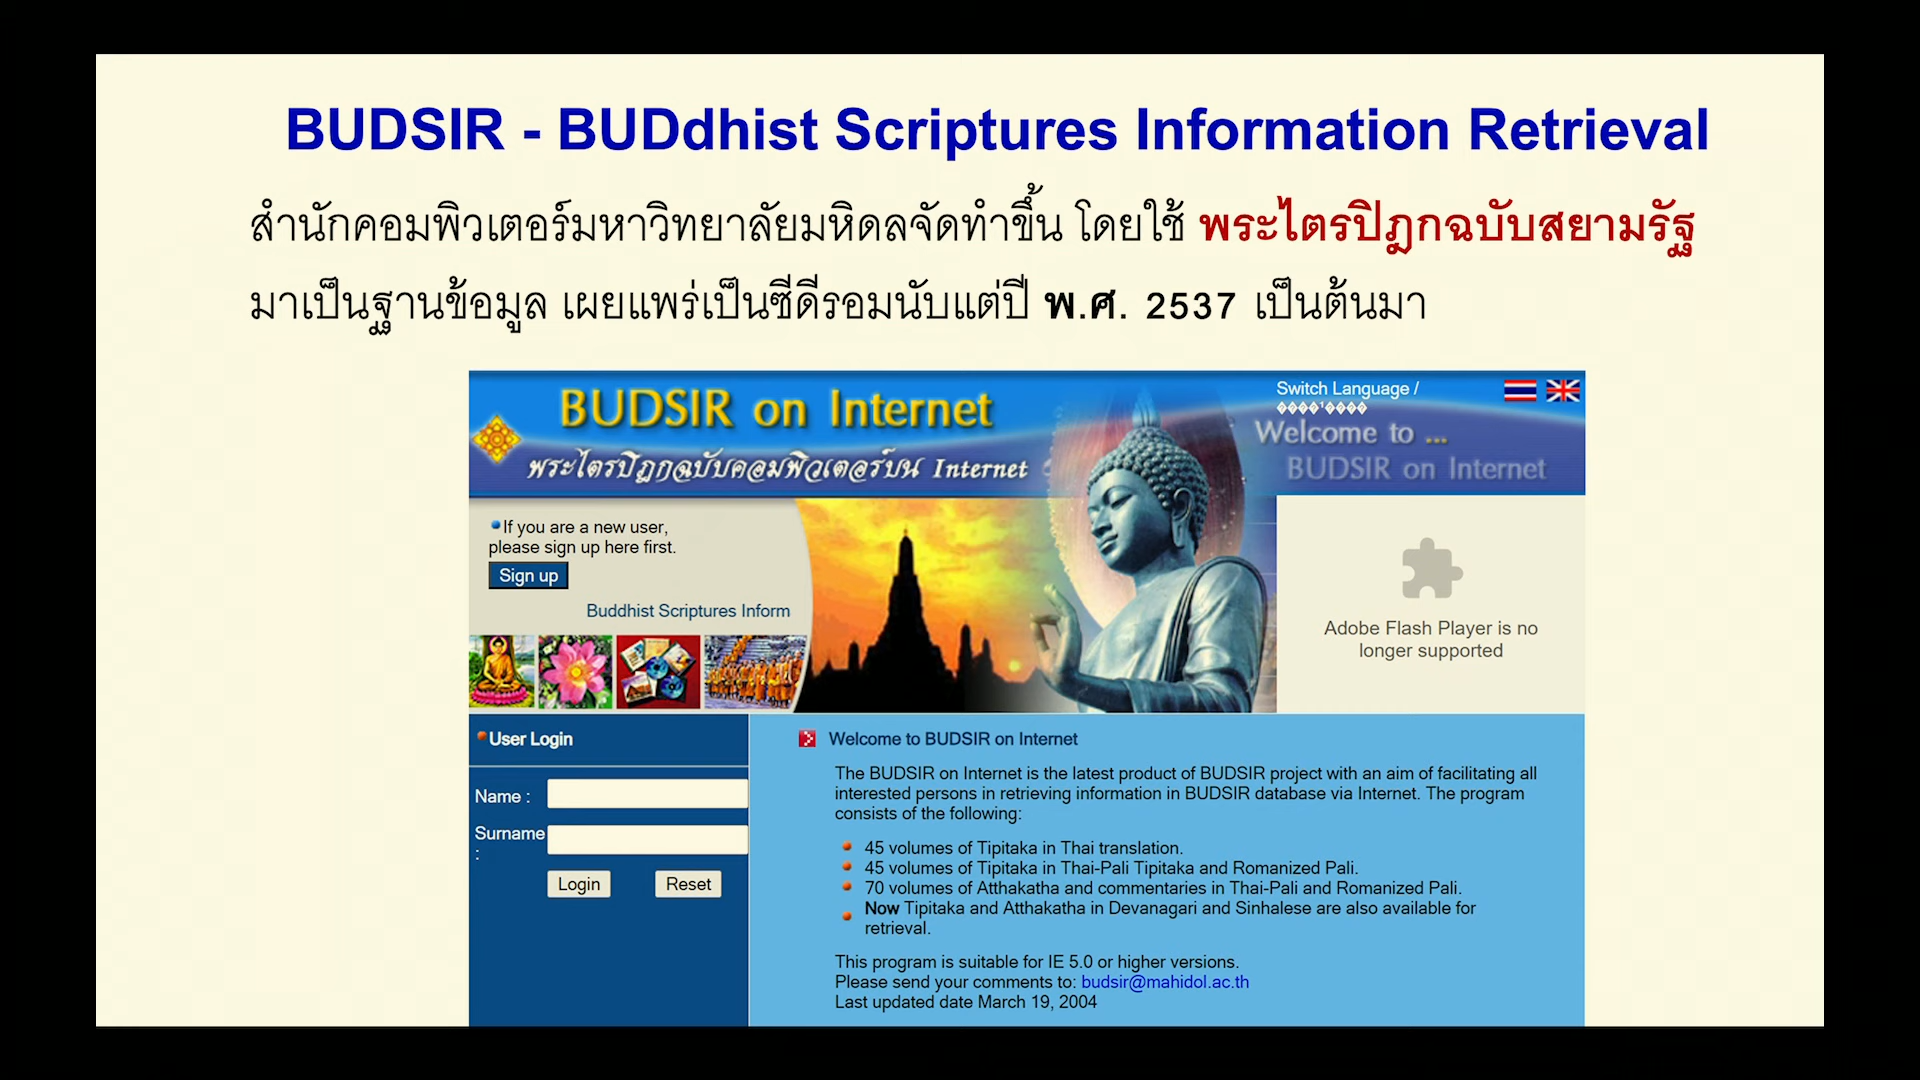 BUDSIR - BUDdhist Scriptures Information Retrieval
สำนักคอมพิวเตอร์มหาวิทยาลัยมหิดลจัดทำขึ้น โดยใช้ พระไตรปิฎกฉบับสยามรัฐ
มาเป็นฐานข้อมูล เผยแพร่เป็นซีดีรอมนับแต่ปี พ.ศ. 2537 เป็นต้นมา
BUDSIR on Internet
พระไตรปิฎกฉบับคอมพิวเตอร์บน Internet
Switch Language /
����¹����
Welcome to ...
BUDSIR on Internet
If you are a new user,
please sign up here first.
Sign up
Buddhist Scriptures Inform
Adobe Flash Player is no
longer supported
User Login
Name :
Surname
:
Login Reset
Welcome to BUDSIR on Internet
The BUDSIR on Internet is the latest product of BUDSIR project with an aim of facilitating all
interested persons in retrieving information in BUDSIR database via Internet. The program
consists of the following:
45 volumes of Tipitaka in Thai translation.
45 volumes of Tipitaka in Thai-Pali Tipitaka and Romanized Pali.
70 volumes of Atthakatha and commentaries in Thai-Pali and Romanized Pali.
Now Tipitaka and Atthakatha in Devanagari and Sinhalese are also available for
retrieval.
This program is suitable for IE 5.0 or higher versions.
Please send your comments to: budsir@mahidol.ac.th
Last updated date March 19, 2004